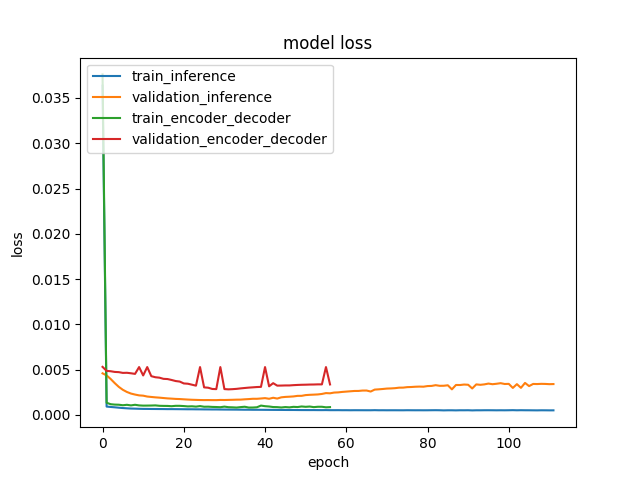 model loss
train_inference
validation_inference
train_encoder_decoder
validation_encoder_decoder
0.035
0.030
0.025
0.020
0.015
0.010
0.005
0.000
loss
0 20 40 60 80 100
epoch